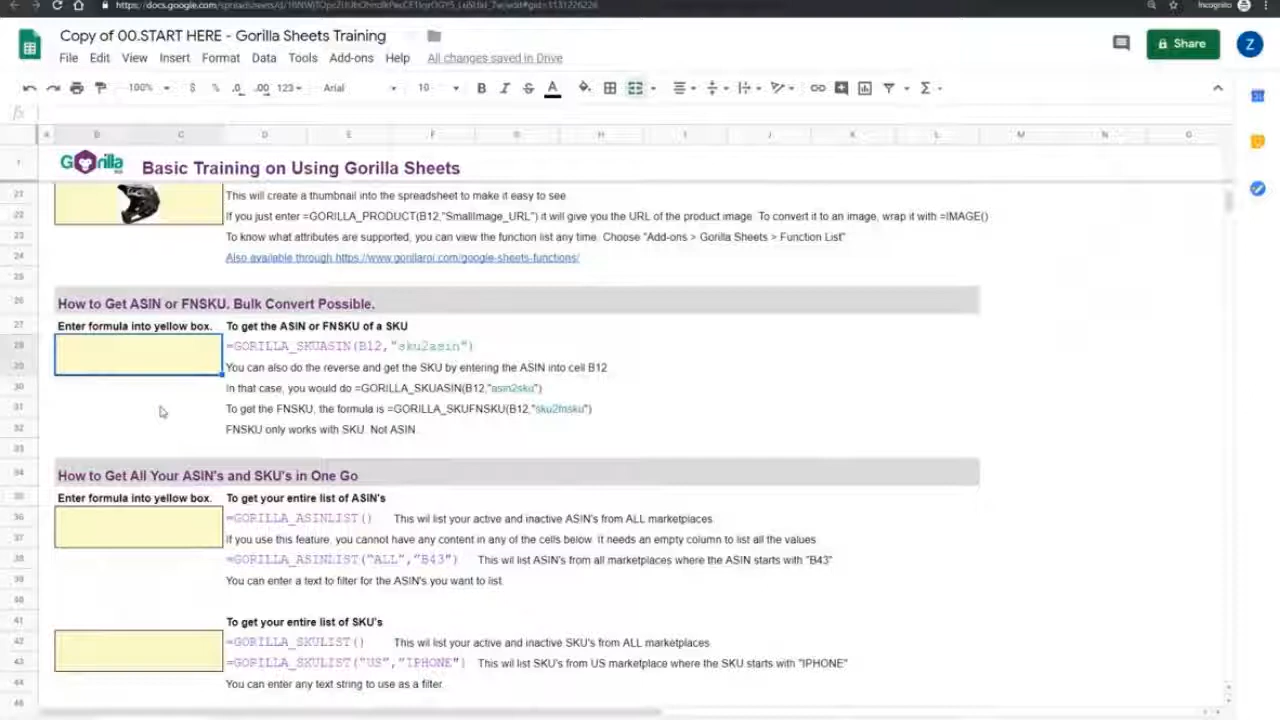 Incognito
Copy of 00.START HERE - Gorilla Sheets Training
File Edit View Insert Format Data Tools Add-ons Help All changes saved in Drive
Share
Z
100% $ % .0 .00 123 Arial 10 B I S A
fx
Gorilla
Basic Training on Using Gorilla Sheets
This will create a thumbnail into the spreadsheet to make it easy to see
If you just enter =GORILLA_PRODUCT(B12,"SmallImage_URL") it will give you the URL of the product image. To convert it to an image, wrap it with =IMAGE()
To know what attributes are supported, you can view the function list any time. Choose "Add-ons > Gorilla Sheets > Function List"
Also available through https://www.gorillaroi.com/google-sheets-functions/
How to Get ASIN or FNSKU. Bulk Convert Possible.
Enter formula into yellow box. To get the ASIN or FNSKU of a SKU
=GORILLA_SKUASIN(B12,"sku2asin")
You can also do the reverse and get the SKU by entering the ASIN into cell B12
In that case, you would do =GORILLA_SKUASIN(B12,"asin2sku")
To get the FNSKU, the formula is =GORILLA_SKUFNSKU(B12,"sku2fnsku")
FNSKU only works with SKU. Not ASIN.
How to Get All Your ASIN's and SKU's in One Go
Enter formula into yellow box. To get your entire list of ASIN's
=GORILLA_ASINLIST() This wil list your active and inactive ASIN's from ALL marketplaces
If you use this feature, you cannot have any content in any of the cells below. It needs an empty column to list all the values
=GORILLA_ASINLIST("ALL","B43") This wil list ASIN's from all marketplaces where the ASIN starts with "B43"
You can enter a text to filter for the ASIN's you want to list
To get your entire list of SKU's
=GORILLA_SKULIST() This wil list your active and inactive SKU's from ALL marketplaces
=GORILLA_SKULIST("US","IPHONE") This wil list SKU's from US marketplace where the SKU starts with "IPHONE"
You can enter any text string to use as a filter.